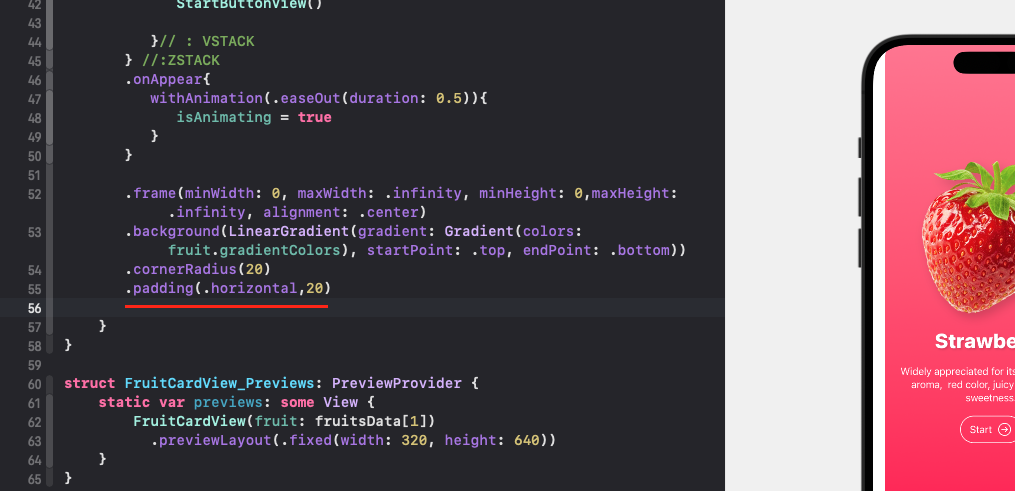 42 StartButtonView()
43
44 }// : VSTACK
45 } //:ZSTACK
46 .onAppear{
47 withAnimation(.easeOut(duration: 0.5)){
48 isAnimating = true
49 }
50 }
51
52 .frame(minWidth: 0, maxWidth: .infinity, minHeight: 0,maxHeight:
.infinity, alignment: .center)
53 .background(LinearGradient(gradient: Gradient(colors:
fruit.gradientColors), startPoint: .top, endPoint: .bottom))
54 .cornerRadius(20)
55 .padding(.horizontal,20)
56
57 }
58 }
59
60 struct FruitCardView_Previews: PreviewProvider {
61 static var previews: some View {
62 FruitCardView(fruit: fruitsData[1])
63 .previewLayout(.fixed(width: 320, height: 640))
64 }
65 }
Strawbe
Widely appreciated for its
aroma, red color, juicy
sweetness.
Start